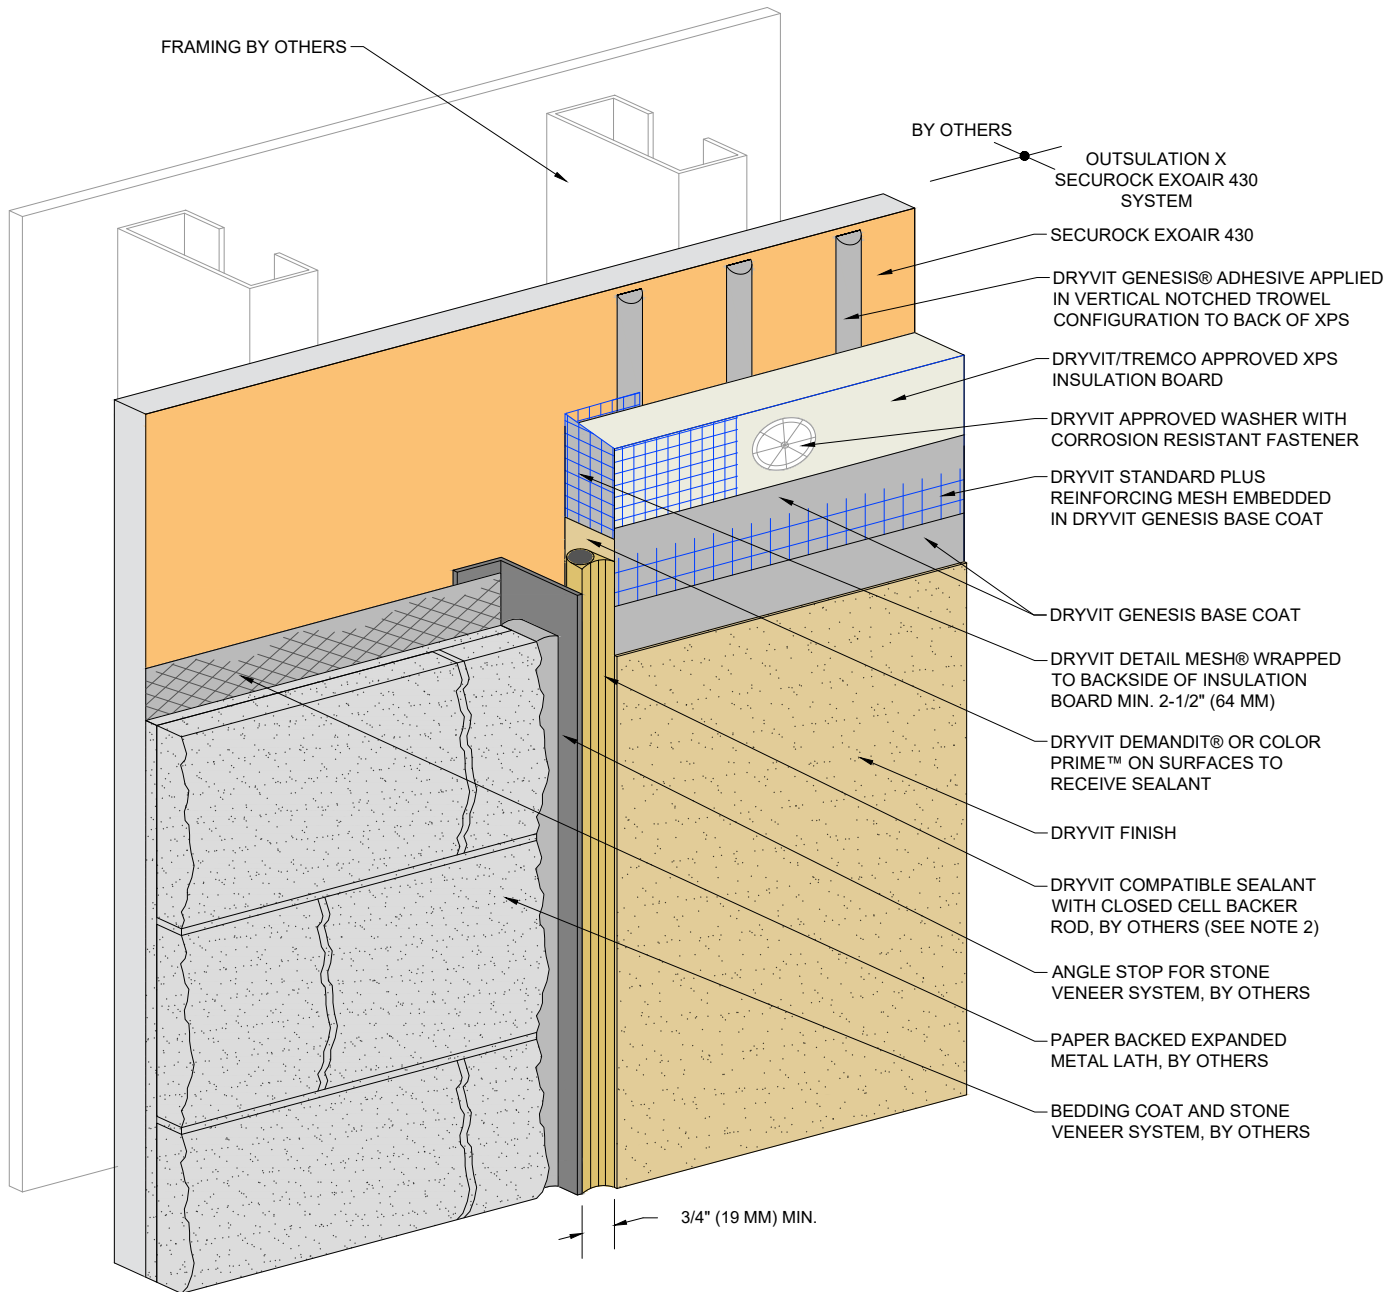 FRAMING BY OTHERS
BY OTHERS
OUTSULATION X
SECUROCK EXOAIR 430
SYSTEM
SECUROCK EXOAIR 430
DRYVIT GENESIS® ADHESIVE APPLIED
IN VERTICAL NOTCHED TROWEL
CONFIGURATION TO BACK OF XPS
DRYVIT/TREMCO APPROVED XPS
INSULATION BOARD
DRYVIT APPROVED WASHER WITH
CORROSION RESISTANT FASTENER
DRYVIT STANDARD PLUS
REINFORCING MESH EMBEDDED
IN DRYVIT GENESIS BASE COAT
DRYVIT GENESIS BASE COAT
DRYVIT DETAIL MESH® WRAPPED
TO BACKSIDE OF INSULATION
BOARD MIN. 2-1/2" (64 MM)
DRYVIT DEMANDIT® OR COLOR
PRIME™ ON SURFACES TO
RECEIVE SEALANT
DRYVIT FINISH
DRYVIT COMPATIBLE SEALANT
WITH CLOSED CELL BACKER
ROD, BY OTHERS (SEE NOTE 2)
ANGLE STOP FOR STONE
VENEER SYSTEM, BY OTHERS
PAPER BACKED EXPANDED
METAL LATH, BY OTHERS
BEDDING COAT AND STONE
VENEER SYSTEM, BY OTHERS
3/4" (19 MM) MIN.